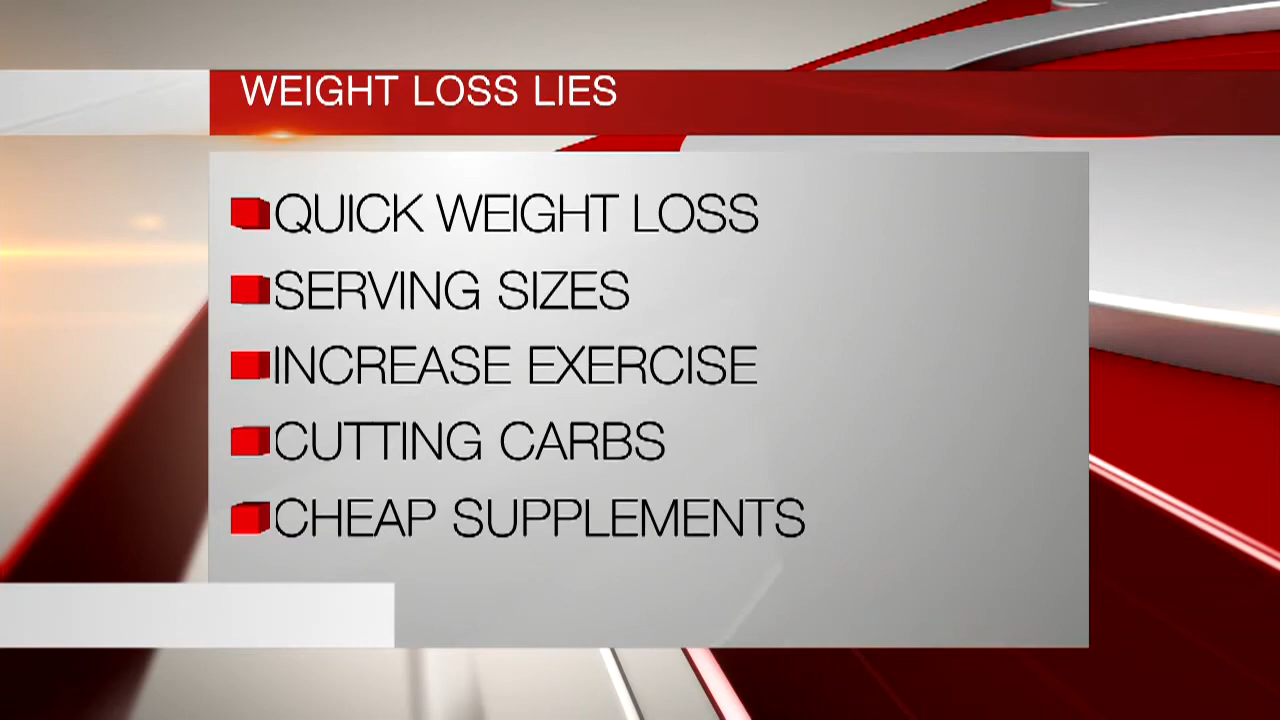 WEIGHT LOSS LIES
QUICK WEIGHT LOSS
SERVING SIZES
INCREASE EXERCISE
CUTTING CARBS
CHEAP SUPPLEMENTS